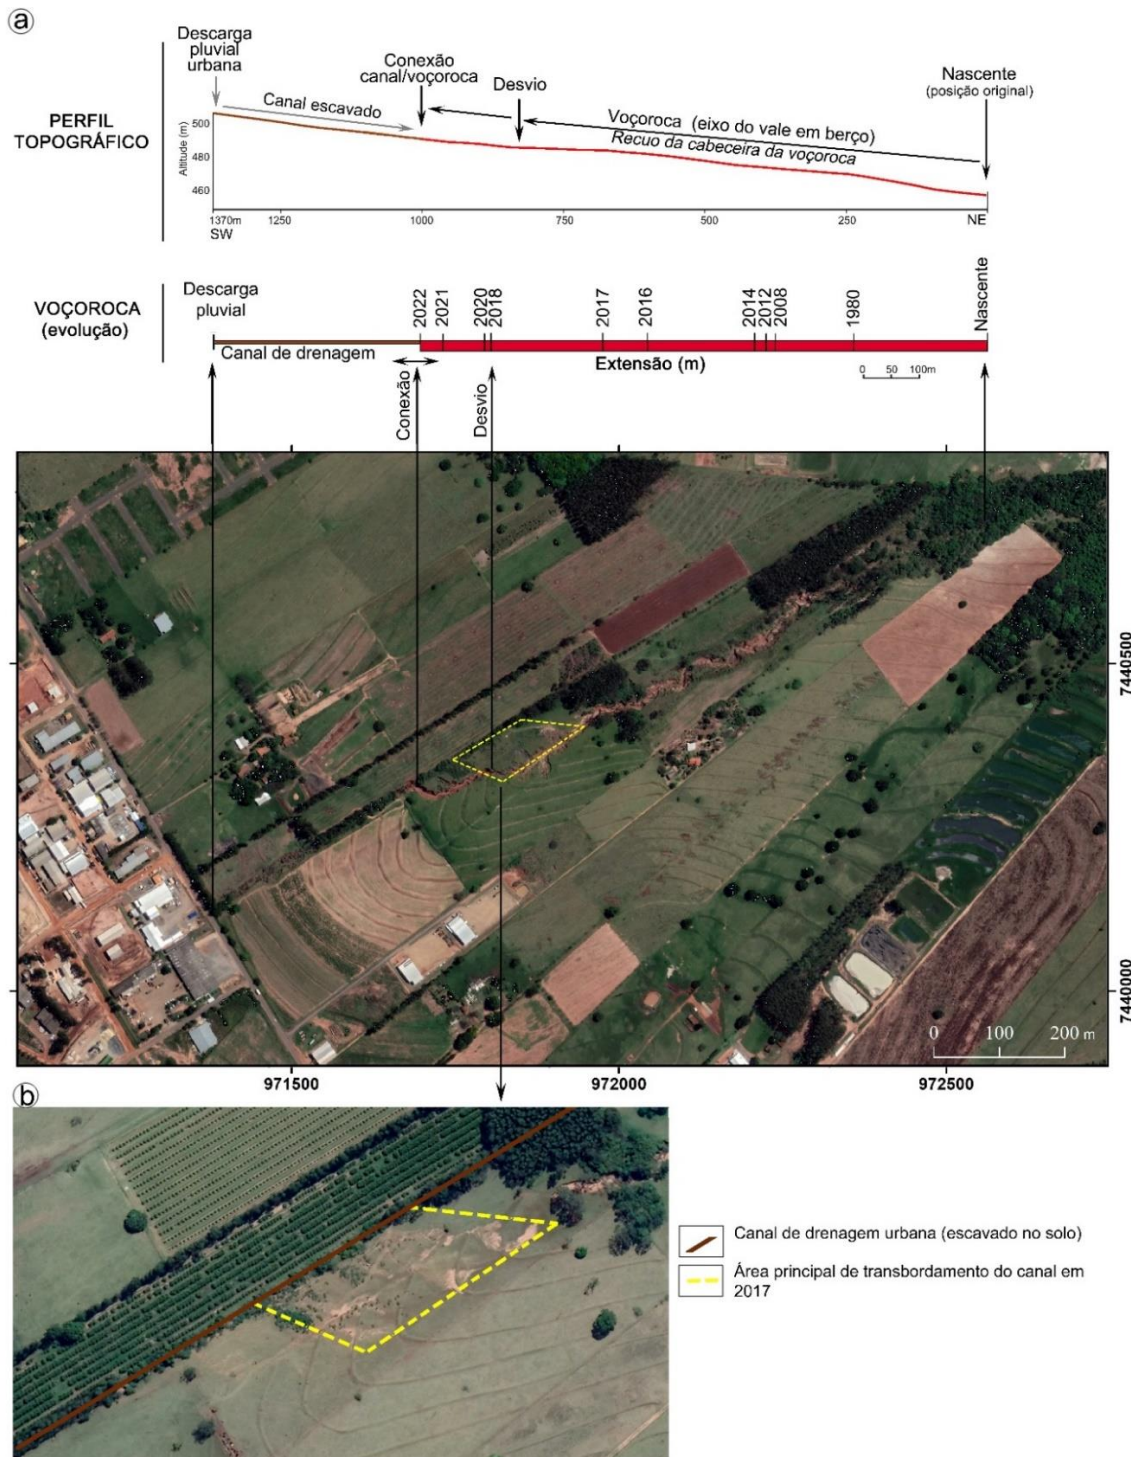 a
Descarga
pluvial
urbana
Conexão
canal/voçoroca
Desvio
Nascente
(posição original)
PERFIL
TOPOGRÁFICO
Canal escavado
Voçoroca (eixo do vale em berço)
Recuo da cabeceira da voçoroca
Altitude (m)
500
480
460
1370m
1250
1000
750
500
250
NE
SW
VOÇOROCA
(evolução)
Descarga
pluvial
2022
2021
2020
2018
2017
2016
2014
2012
2008
1980
Nascente
Canal de drenagem
Extensão (m)
0 50 100m
Conexão
Desvio
7440500
7440000
0 100 200 m
971500
972000
972500
b
Canal de drenagem urbana (escavado no solo)
Área principal de transbordamento do canal em
2017